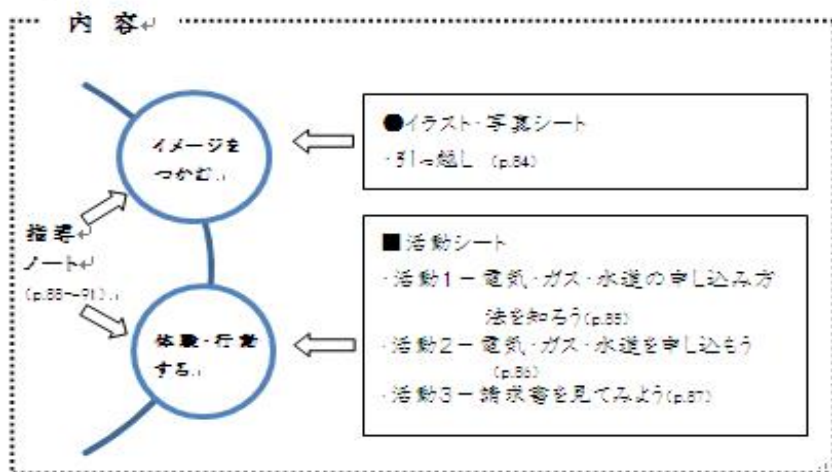 内 容↵
イメージを
つかむ
●イラスト・写真シート
・引っ越し (p.84)
指導↵
ノート↵
(p.88~91)
■活動シート
・活動1-電気・ガス・水道の申し込み方
法を知ろう(p.85)
・活動2-電気・ガス・水道を申し込もう
(p.86)
・活動3-請求書を見てみよう(p.87)
体験・行動
する